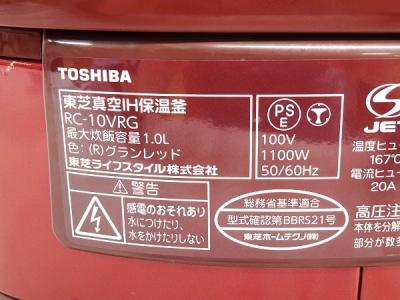 TOSHIBA
東芝真空IH保温釜
RC-10VRG
最大炊飯容量1.0L
色:(R)グランレッド
東芝ライフスタイル株式会社
PSE
100V
1100W
50/60Hz
JET
温度ヒュー
167℃
電流ヒュー
20A
警告
感電のおそれあり
水につけたり、
水をかけたりしない
総務省基準適合
型式確認第BBRS21号
東芝ホームテクノ(株)
高圧注
本体を分解
部分が数多